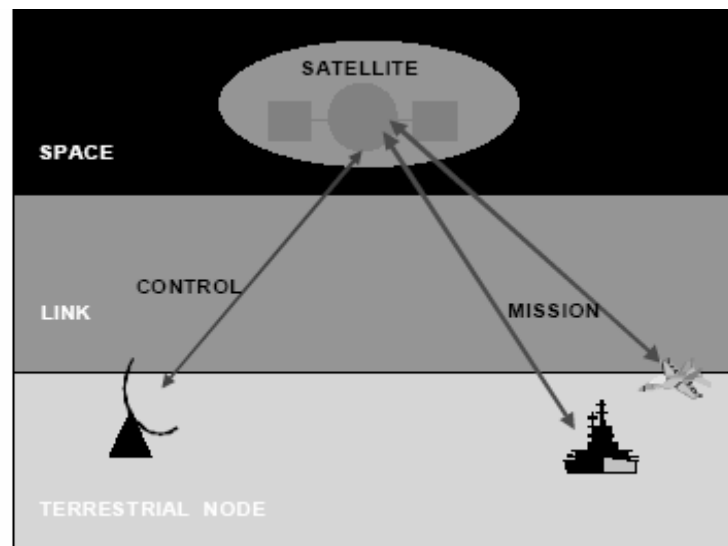 SATELLITE
SPACE
CONTROL
LINK
MISSION
TERRESTRIAL NODE